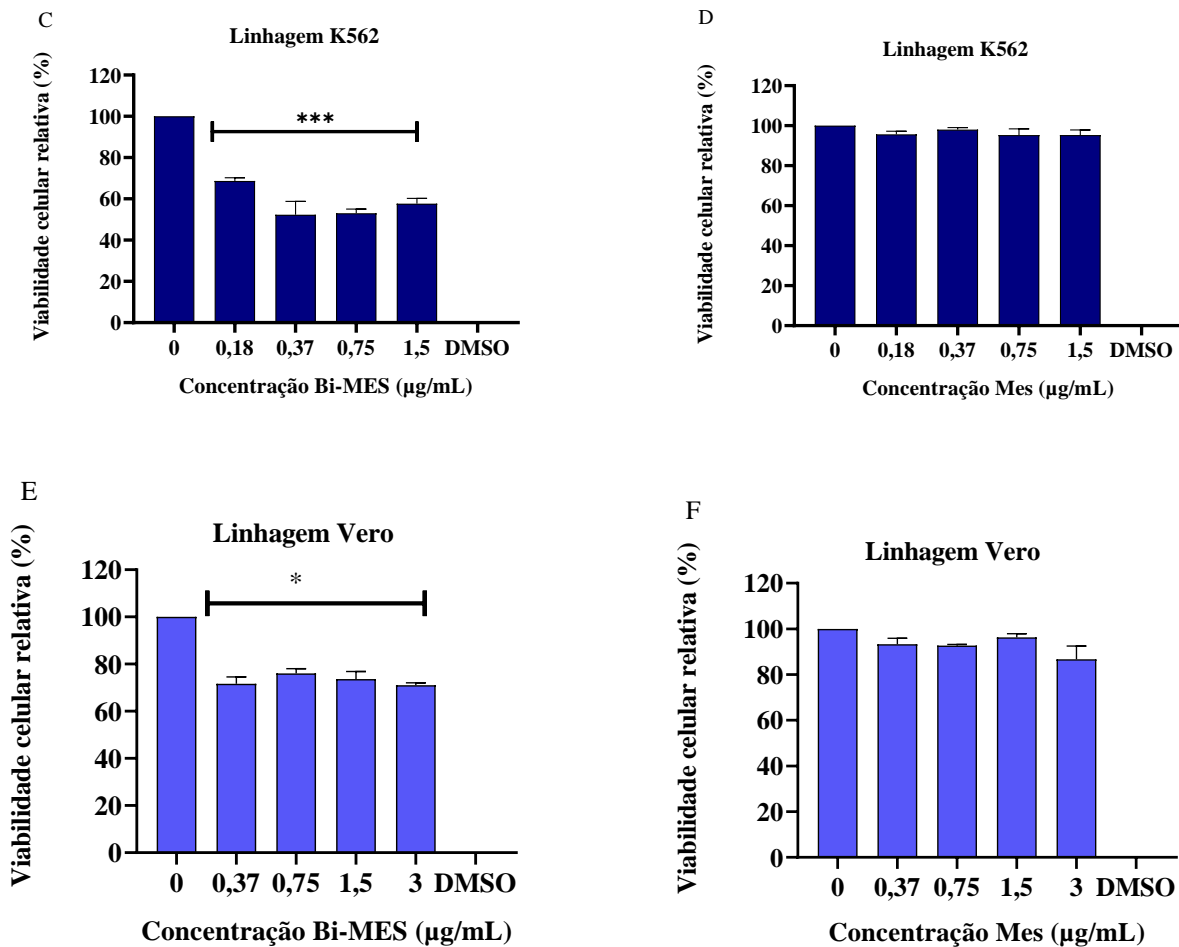 C
Linhagem K562
Viabilidade celular relativa (%)
120
100
80
60
40
20
0
***
0 0,18 0,37 0,75 1,5 DMSO
Concentração Bi-MES (µg/mL)
D
Linhagem K562
Viabilidade celular relativa (%)
120
100
80
60
40
20
0
0 0,18 0,37 0,75 1,5 DMSO
Concentração Mes (µg/mL)
E
Linhagem Vero
Viabilidade celular relativa (%)
120
100
80
60
40
20
0
*
0 0,37 0,75 1,5 3 DMSO
Concentração Bi-MES (µg/mL)
F
Linhagem Vero
Viabilidade celular relativa (%)
120
100
80
60
40
20
0
0 0,37 0,75 1,5 3 DMSO
Concentração Mes (µg/mL)